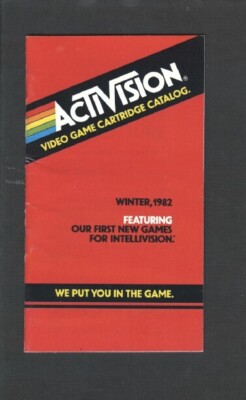 ACTIVISION®
VIDEO GAME CARTRIDGE CATALOG.
WINTER, 1982
FEATURING
OUR FIRST NEW GAMES
FOR INTELLIVISION.™
WE PUT YOU IN THE GAME.